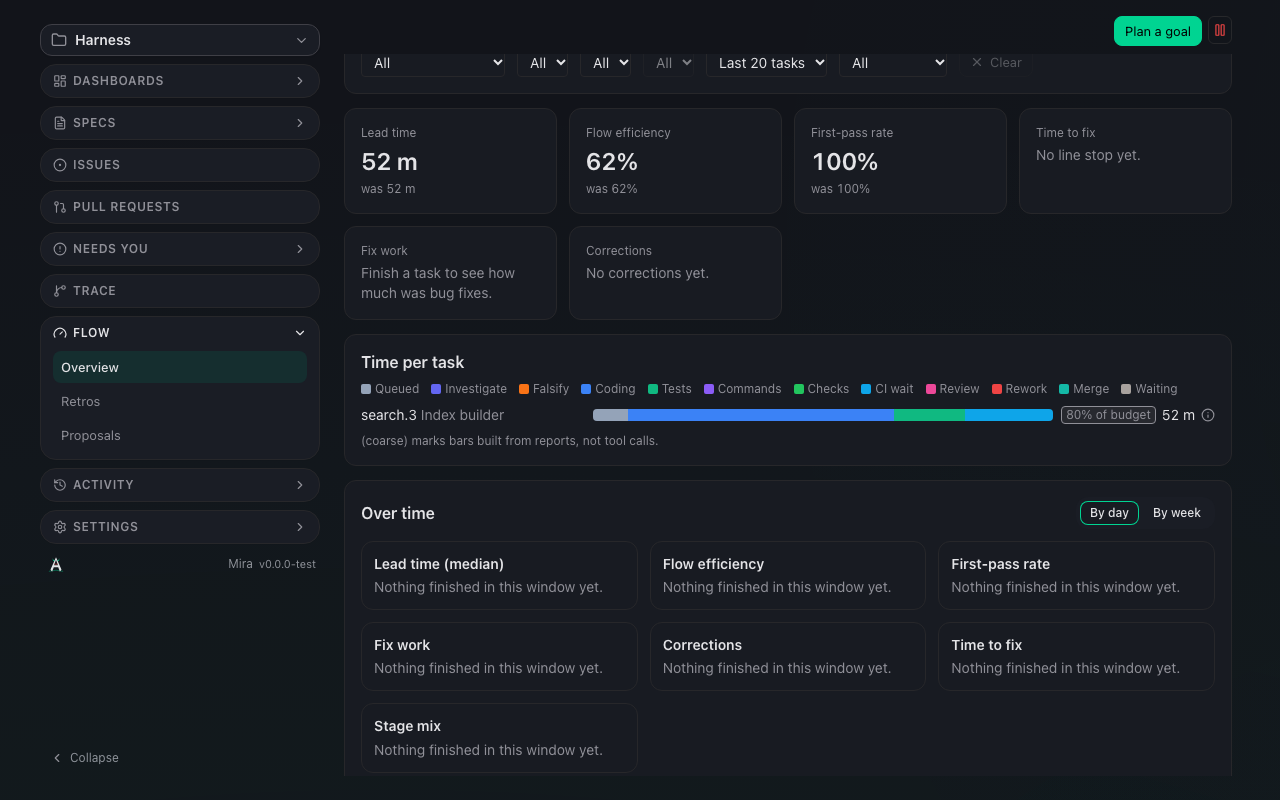 Harness
Plan a goal
DASHBOARDS
SPECS
ISSUES
PULL REQUESTS
NEEDS YOU
TRACE
FLOW
Overview
Retros
Proposals
ACTIVITY
SETTINGS
Mira v0.0.0-test
Collapse
All All All All Last 20 tasks All Clear
Lead time
52 m
was 52 m
Flow efficiency
62%
was 62%
First-pass rate
100%
was 100%
Time to fix
No line stop yet.
Fix work
Finish a task to see how
much was bug fixes.
Corrections
No corrections yet.
Time per task
Queued Investigate Falsify Coding Tests Commands Checks CI wait Review Rework Merge Waiting
search.3 Index builder 80% of budget 52 m
(coarse) marks bars built from reports, not tool calls.
Over time
By day By week
Lead time (median)
Nothing finished in this window yet.
Flow efficiency
Nothing finished in this window yet.
First-pass rate
Nothing finished in this window yet.
Fix work
Nothing finished in this window yet.
Corrections
Nothing finished in this window yet.
Time to fix
Nothing finished in this window yet.
Stage mix
Nothing finished in this window yet.